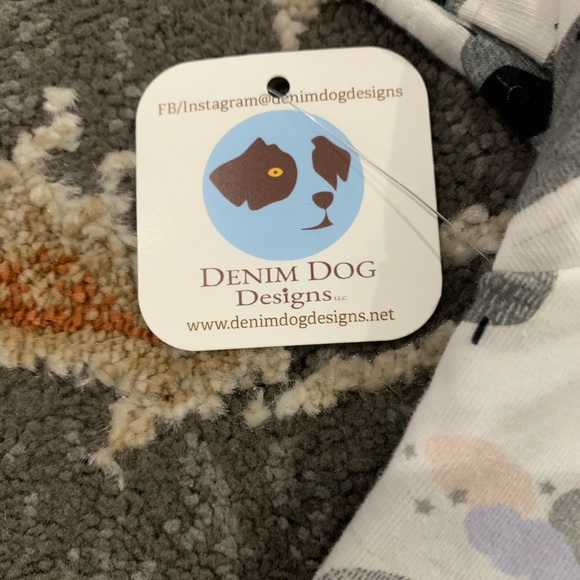 FB/Instagram@denimdogdesigns
DENIM DOG
Designs LLC
www.denimdogdesigns.net